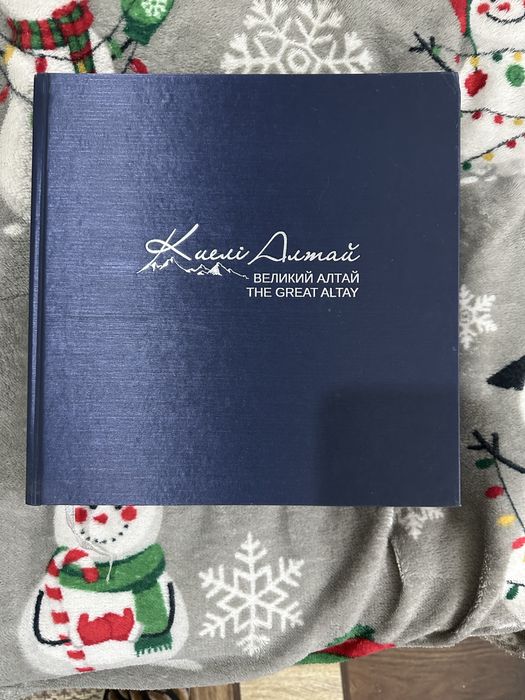 Киелі Алтай
ВЕЛИКИЙ АЛТАЙ
THE GREAT ALTAY